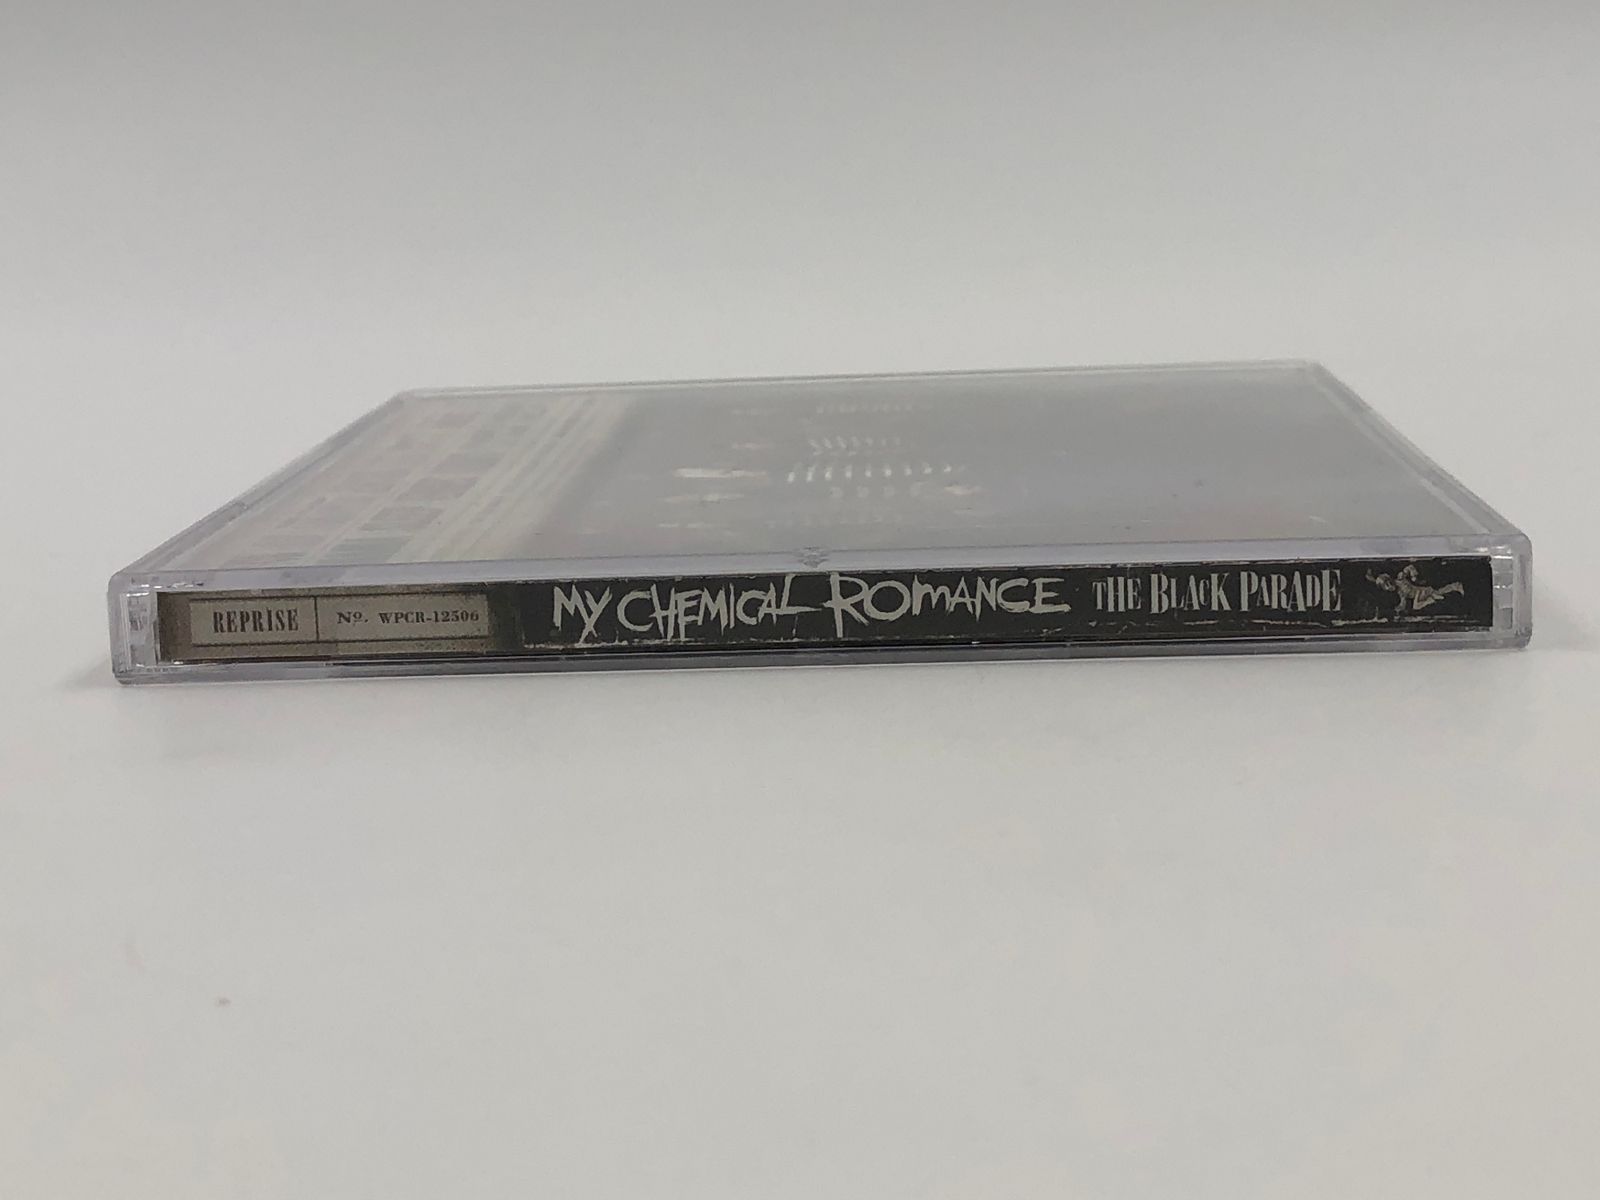 REPRISE Nº. WPCR-12506 MY CHEMICAL ROMANCE THE BLACK PARADE